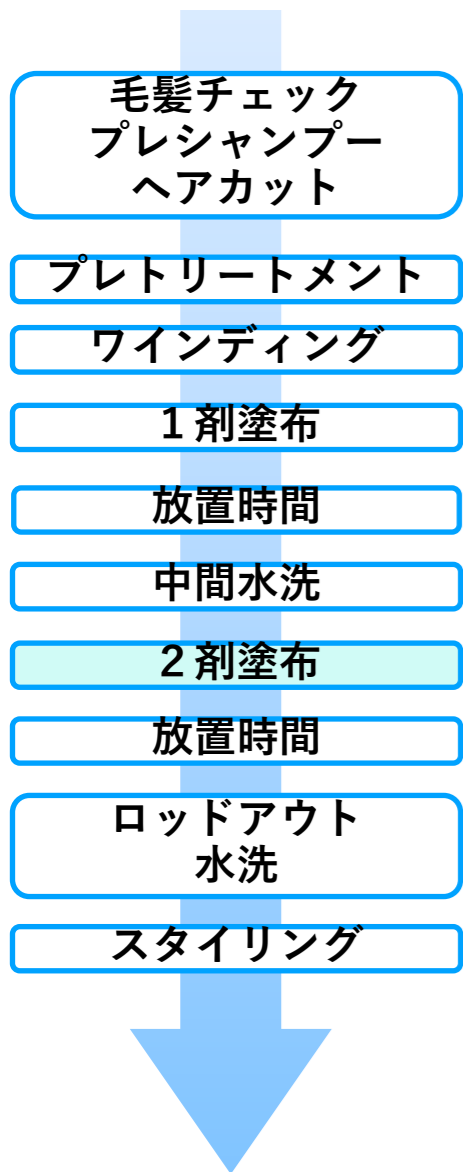 毛髪チェック
プレシャンプー
ヘアカット
プレトリートメント
ワインディング
１剤塗布
放置時間
中間水洗
２剤塗布
放置時間
ロッドアウト
水洗
スタイリング